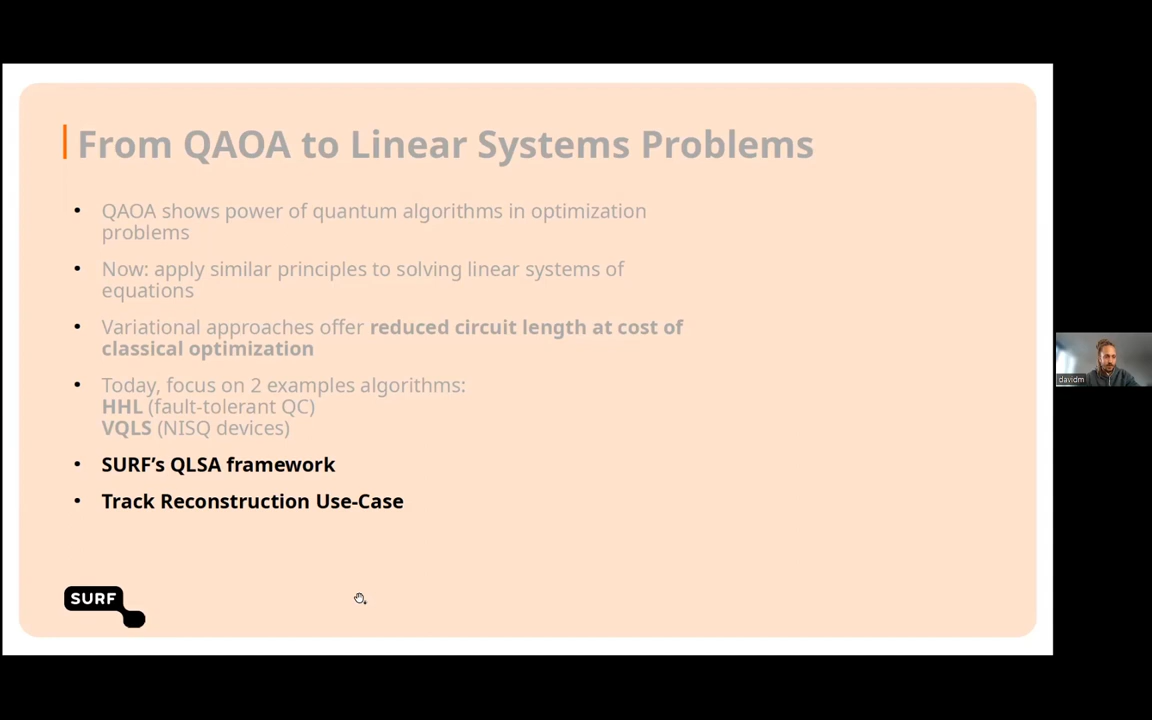 From QAOA to Linear Systems Problems
• QAOA shows power of quantum algorithms in optimization
problems
• Now: apply similar principles to solving linear systems of
equations
• Variational approaches offer reduced circuit length at cost of
classical optimization
• Today, focus on 2 examples algorithms:
HHL (fault-tolerant QC)
VQLS (NISQ devices)
• SURF’s QLSA framework
• Track Reconstruction Use-Case
SURF
davidm